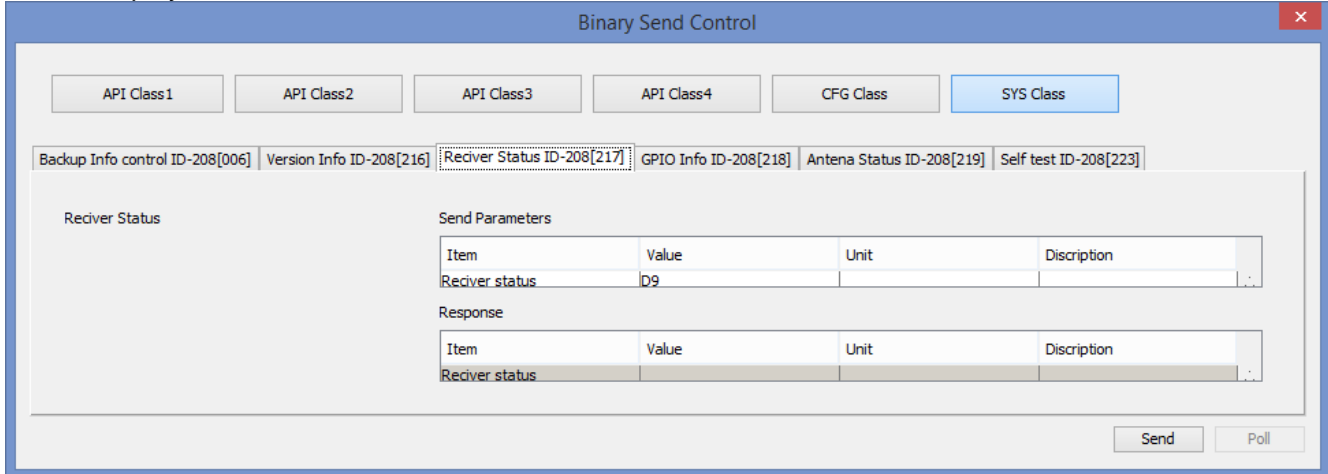 Binary Send Control
API Class1 API Class2 API Class3 API Class4 CFG Class SYS Class
Backup Info control ID-208[006] Version Info ID-208[216] Reciver Status ID-208[217] GPIO Info ID-208[218] Antena Status ID-208[219] Self test ID-208[223]
Reciver Status Send Parameters
Item Value Unit Discription
Reciver status D9
Response
Item Value Unit Discription
Reciver status
Send Poll